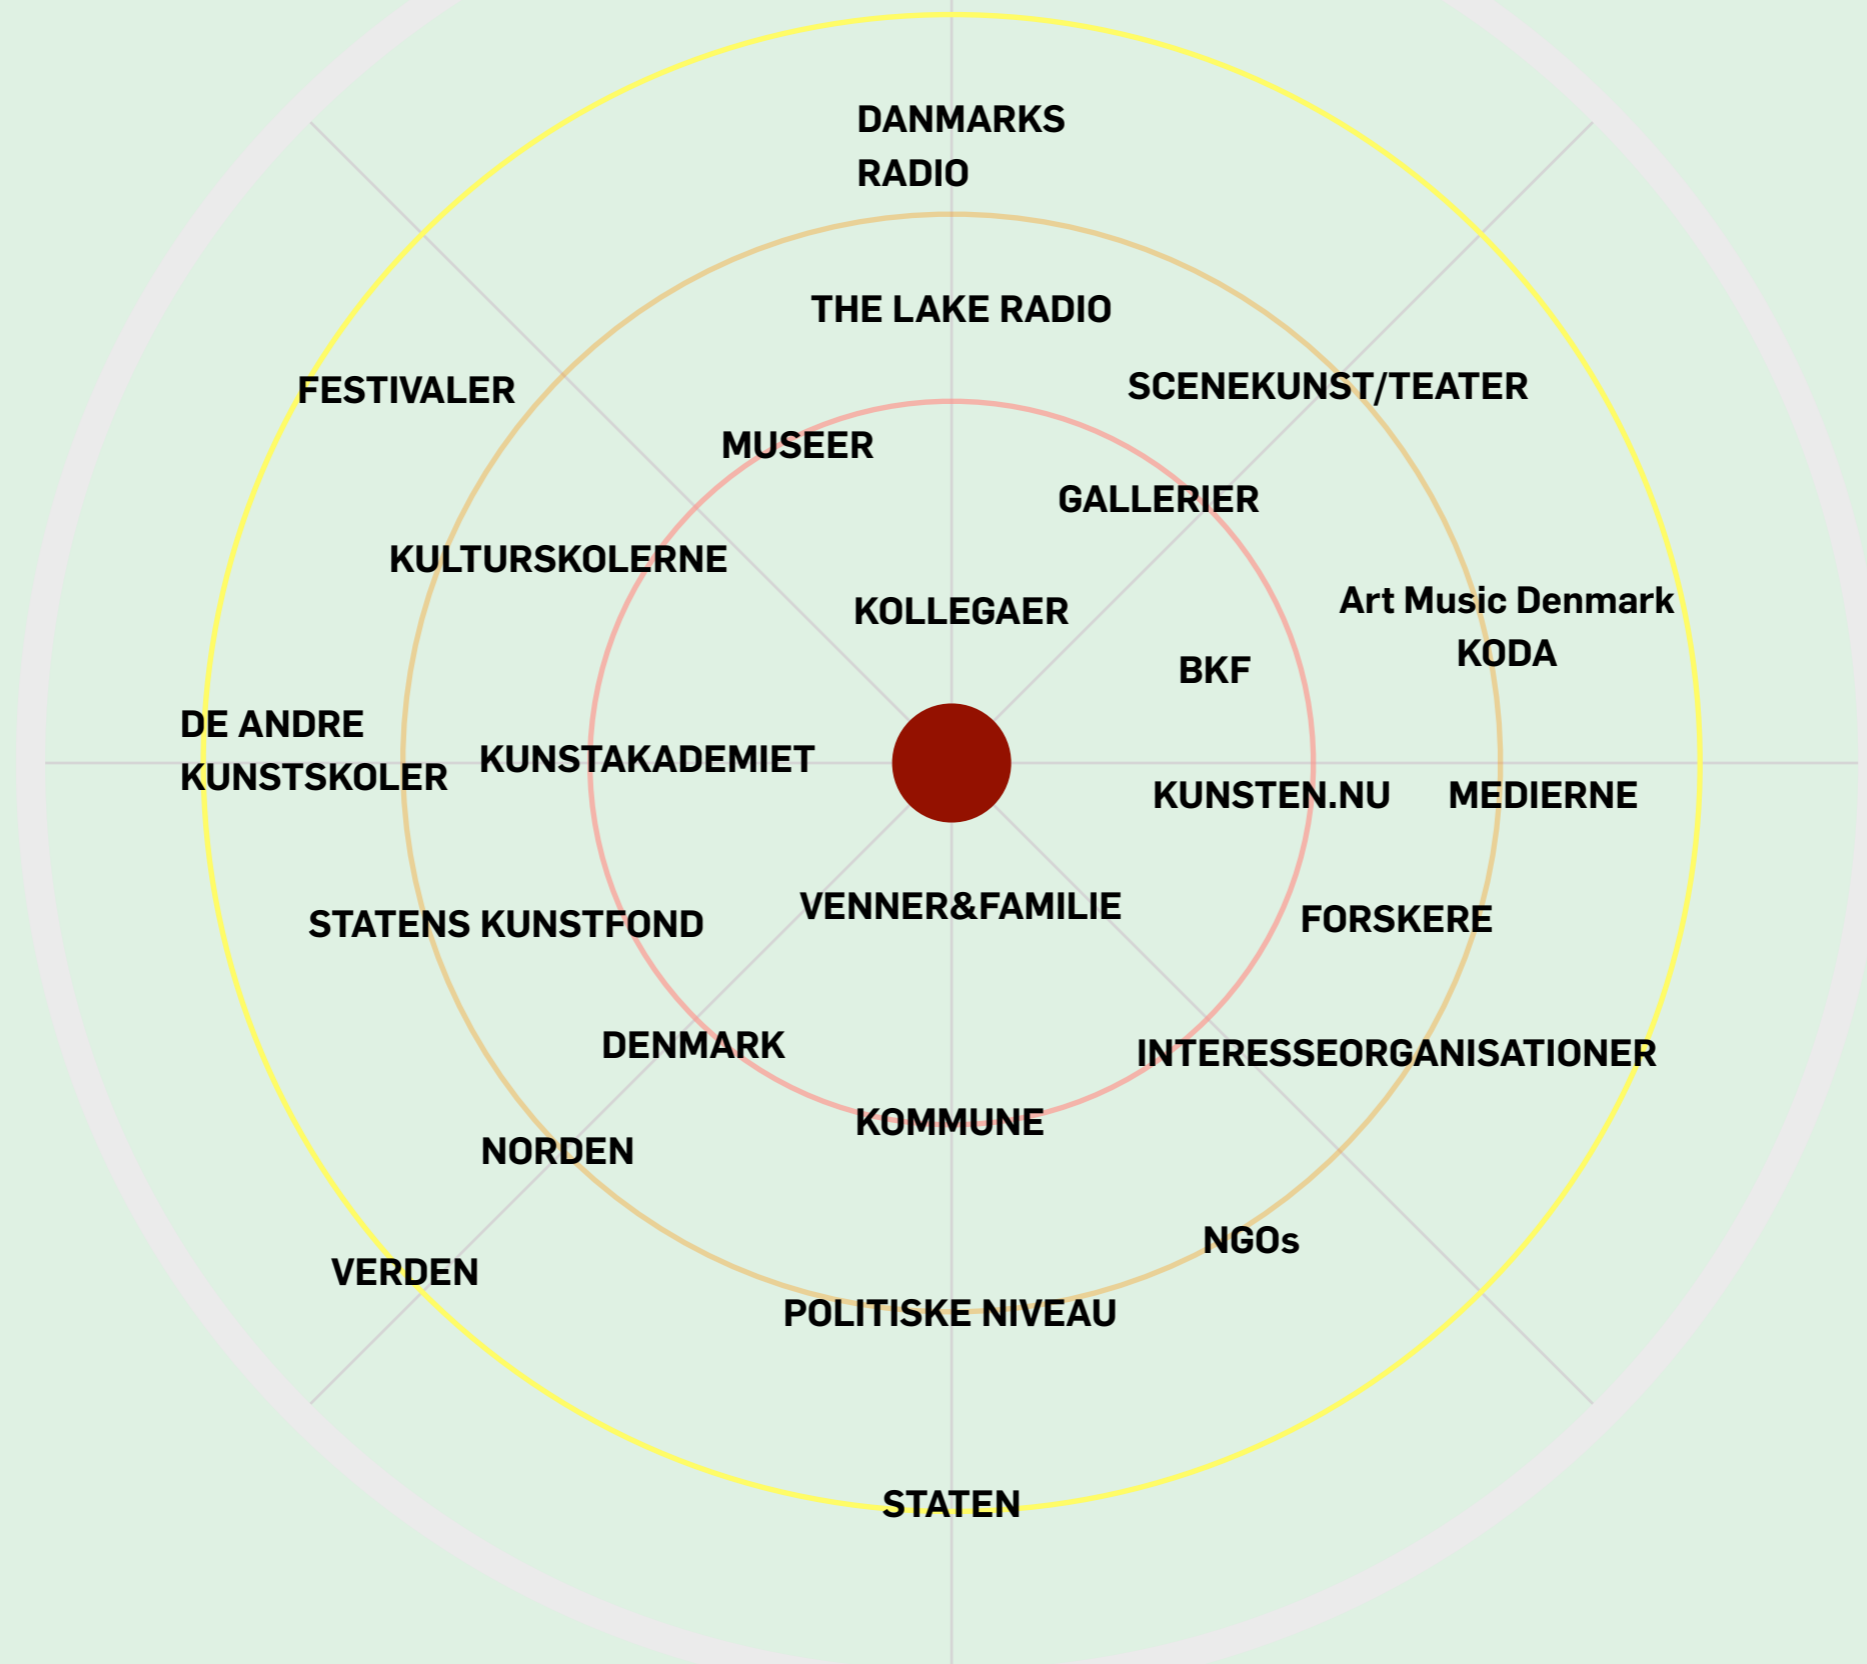 DANMARKS
RADIO
THE LAKE RADIO
FESTIVALER
SCENEKUNST/TEATER
MUSEER
GALLERIER
KULTURSKOLERNE
KOLLEGAER
Art Music Denmark
KODA
BKF
DE ANDRE
KUNSTSKOLER
KUNSTAKADEMIET
KUNSTEN.NU
MEDIERNE
VENNER&FAMILIE
STATENS KUNSTFOND
FORSKERE
DENMARK
INTERESSEORGANISATIONER
KOMMUNE
NORDEN
NGOs
VERDEN
POLITISKE NIVEAU
STATEN